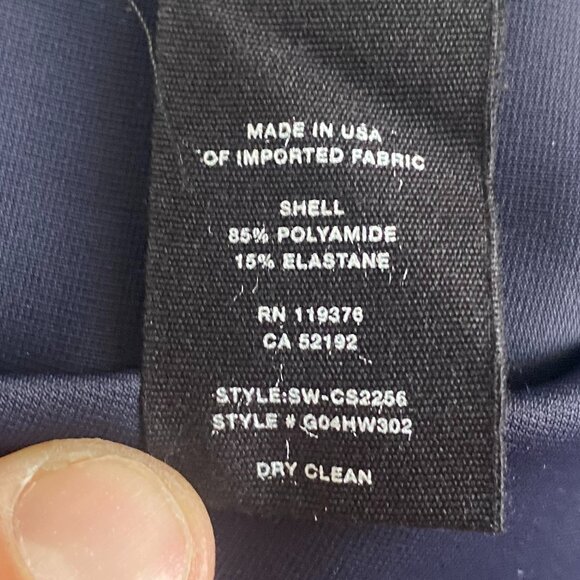 MADE IN USA
OF IMPORTED FABRIC
SHELL
85% POLYAMIDE
15% ELASTANE
RN 119376
CA 52192
STYLE:SW-CS2256
STYLE # G04HW302
DRY CLEAN